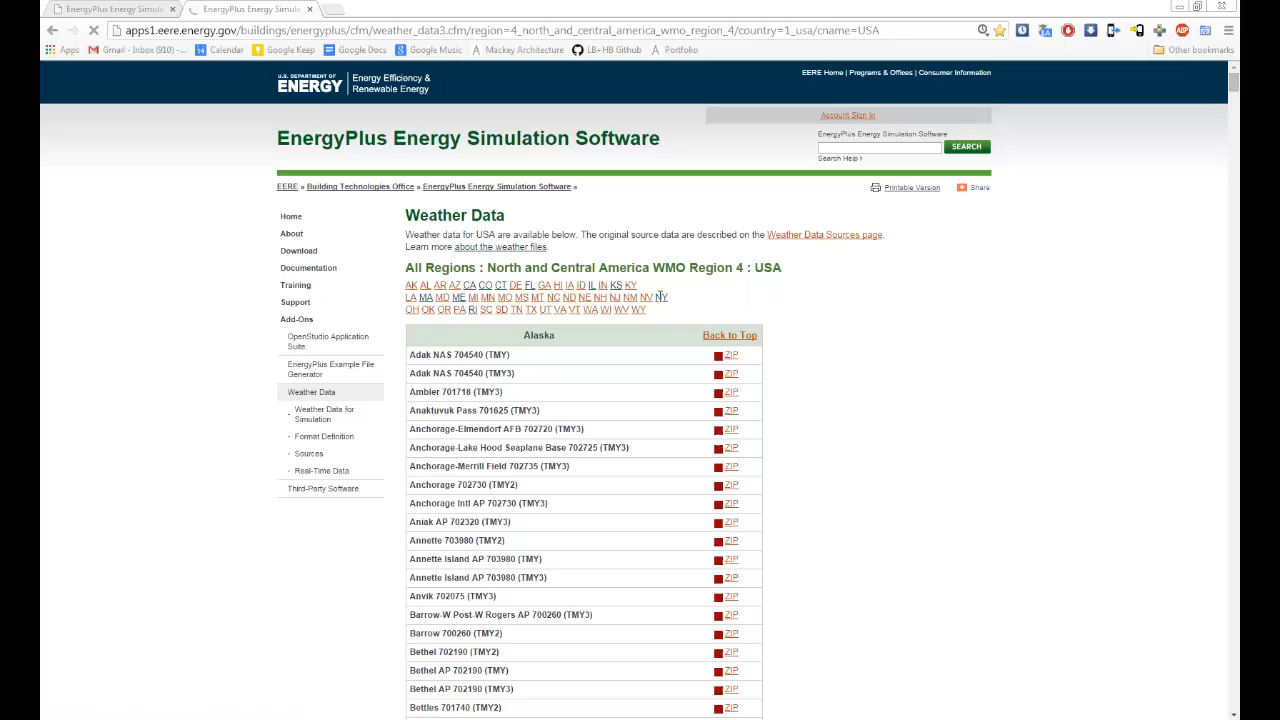 EnergyPlus Energy Simula
EnergyPlus Energy Simula
apps1.eere.energy.gov/buildings/energyplus/cfm/weather_data3.cfm/region=4_north_and_central_america_wmo_region_4/country=1_usa/cname=USA
Apps Gmail - Inbox (910) -... Calendar Google Keep Google Docs Google Music Mackey Architecture LB+ HB Github Portfolio Other bookmarks
U.S. DEPARTMENT OF
ENERGY
Energy Efficiency &
Renewable Energy
EERE Home | Programs & Offices | Consumer Information
Account Sign In
EnergyPlus Energy Simulation Software
EnergyPlus Energy Simulation Software
SEARCH
Search Help
EERE » Building Technologies Office » EnergyPlus Energy Simulation Software »
Printable Version Share
Home
About
Download
Documentation
Training
Support
Add-Ons
OpenStudio Application
Suite
EnergyPlus Example File
Generator
Weather Data
- Weather Data for
Simulation
- Format Definition
- Sources
- Real-Time Data
Third-Party Software
Weather Data
Weather data for USA are available below. The original source data are described on the Weather Data Sources page.
Learn more about the weather files.
All Regions : North and Central America WMO Region 4 : USA
AK AL AR AZ CA CO CT DE FL GA HI IA ID IL IN KS KY
LA MA MD ME MI MN MO MS MT NC ND NE NH NJ NM NV NY
OH OK OR PA RI SC SD TN TX UT VA VT WA WI WV WY
Alaska Back to Top
Adak NAS 704540 (TMY) ZIP
Adak NAS 704540 (TMY3) ZIP
Ambler 701718 (TMY3) ZIP
Anaktuvuk Pass 701625 (TMY3) ZIP
Anchorage-Elmendorf AFB 702720 (TMY3) ZIP
Anchorage-Lake Hood Seaplane Base 702725 (TMY3) ZIP
Anchorage-Merrill Field 702735 (TMY3) ZIP
Anchorage 702730 (TMY2) ZIP
Anchorage Intl AP 702730 (TMY3) ZIP
Aniak AP 702320 (TMY3) ZIP
Annette 703980 (TMY2) ZIP
Annette Island AP 703980 (TMY) ZIP
Annette Island AP 703980 (TMY3) ZIP
Anvik 702075 (TMY3) ZIP
Barrow-W Post-W Rogers AP 700260 (TMY3) ZIP
Barrow 700260 (TMY2) ZIP
Bethel 702190 (TMY2) ZIP
Bethel AP 702190 (TMY) ZIP
Bethel AP 702190 (TMY3) ZIP
Bettles 701740 (TMY2) ZIP